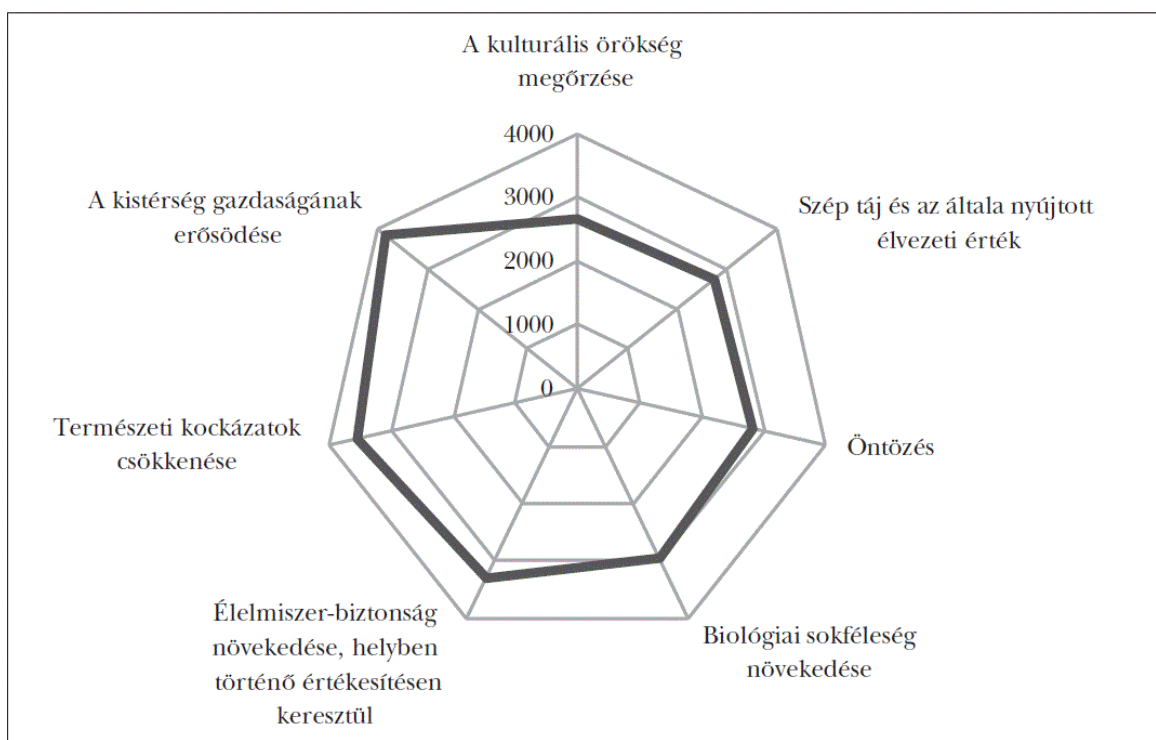 A kulturális örökség
megőrzése
4000
3000
2000
1000
0
Szép táj és az általa nyújtott
élvezeti érték
Öntözés
Biológiai sokféleség
növekedése
Élelmiszer-biztonság
növekedése, helyben
történő értékesítésen
keresztül
Természeti kockázatok
csökkenése
A kistérség gazdaságának
erősödése